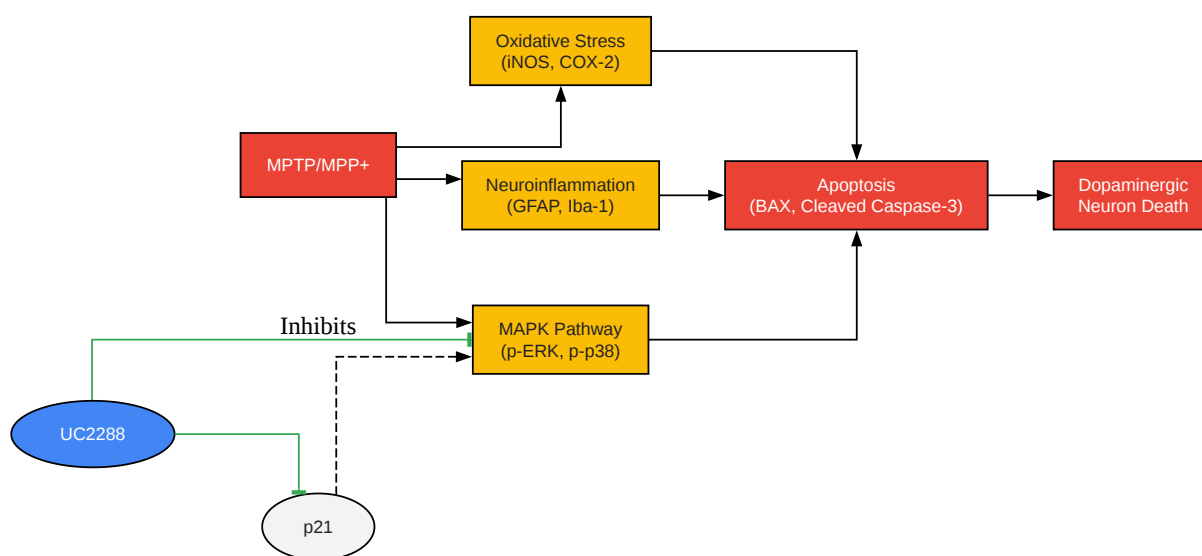 Oxidative Stress
(iNOS, COX-2)
MPTP/MPP+
Neuroinflammation
(GFAP, Iba-1)
Apoptosis
(BAX, Cleaved Caspase-3)
Dopaminergic
Neuron Death
Inhibits
MAPK Pathway
(p-ERK, p-p38)
UC2288
p21